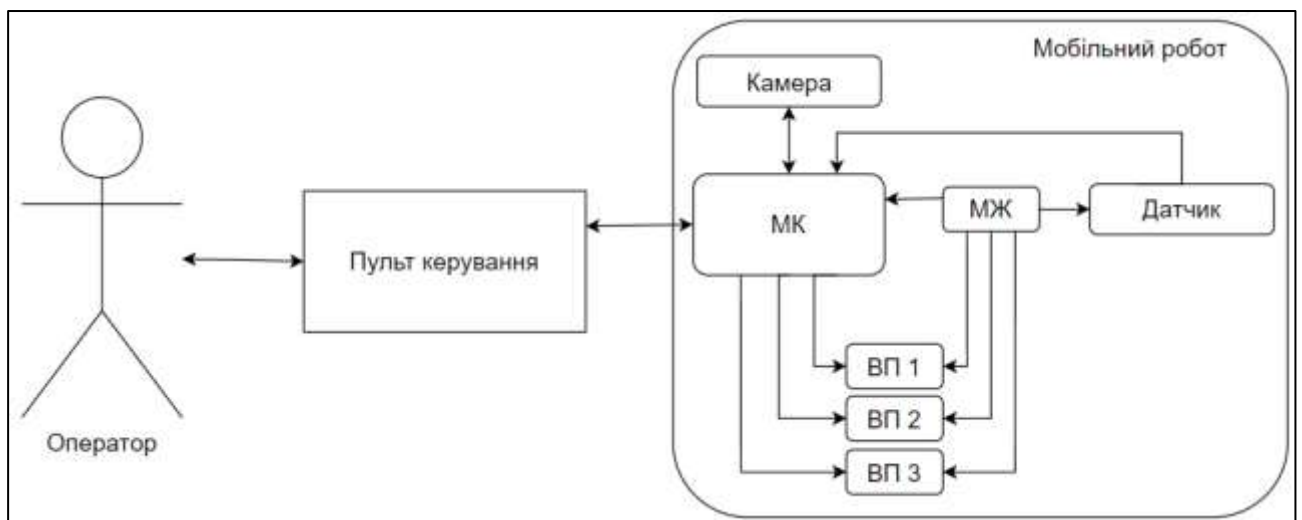 Мобільний робот
Камера
МК
МЖ
Датчик
Пульт керування
ВП 1
ВП 2
ВП 3
Оператор